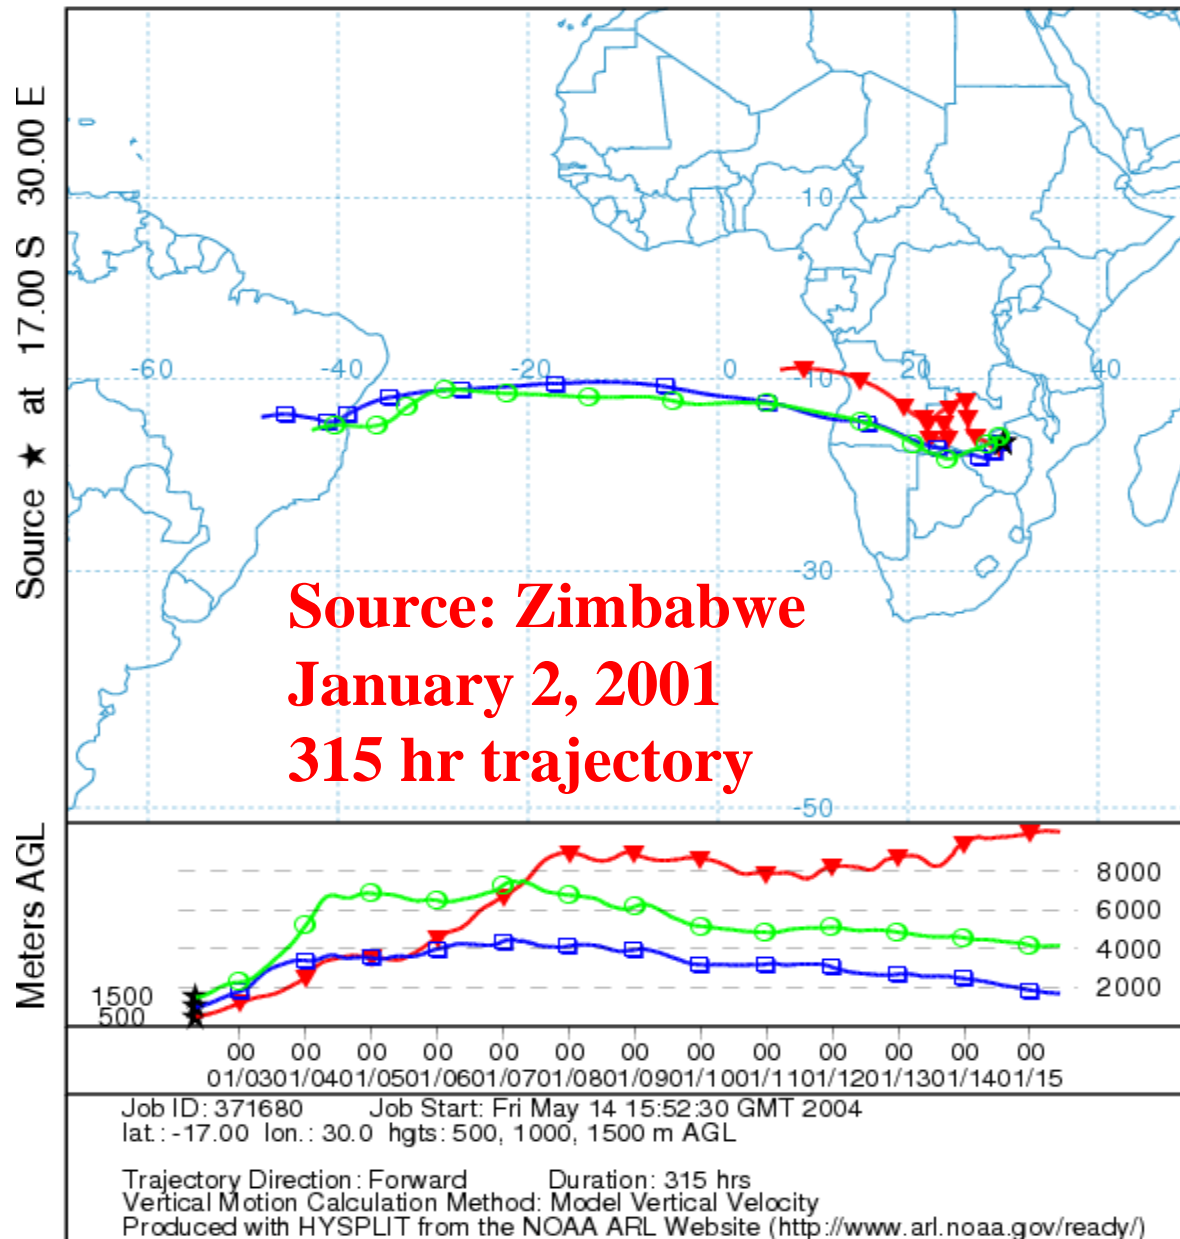 Source ★ at 17.00 S 30.00 E
10
-60 -40 -20 0 20 40
-10
-30
Source: Zimbabwe
January 2, 2001
315 hr trajectory
-50
Meters AGL
8000
6000
4000
2000
1500
500
00 00 00 00 00 00 00 00 00 00 00 00 00
01/03 01/04 01/05 01/06 01/07 01/08 01/09 01/10 01/11 01/12 01/13 01/14 01/15
Job ID: 371680 Job Start: Fri May 14 15:52:30 GMT 2004
lat.: -17.00 lon.: 30.0 hgts: 500, 1000, 1500 m AGL
Trajectory Direction: Forward Duration: 315 hrs
Vertical Motion Calculation Method: Model Vertical Velocity
Produced with HYSPLIT from the NOAA ARL Website (http://www.arl.noaa.gov/ready/)